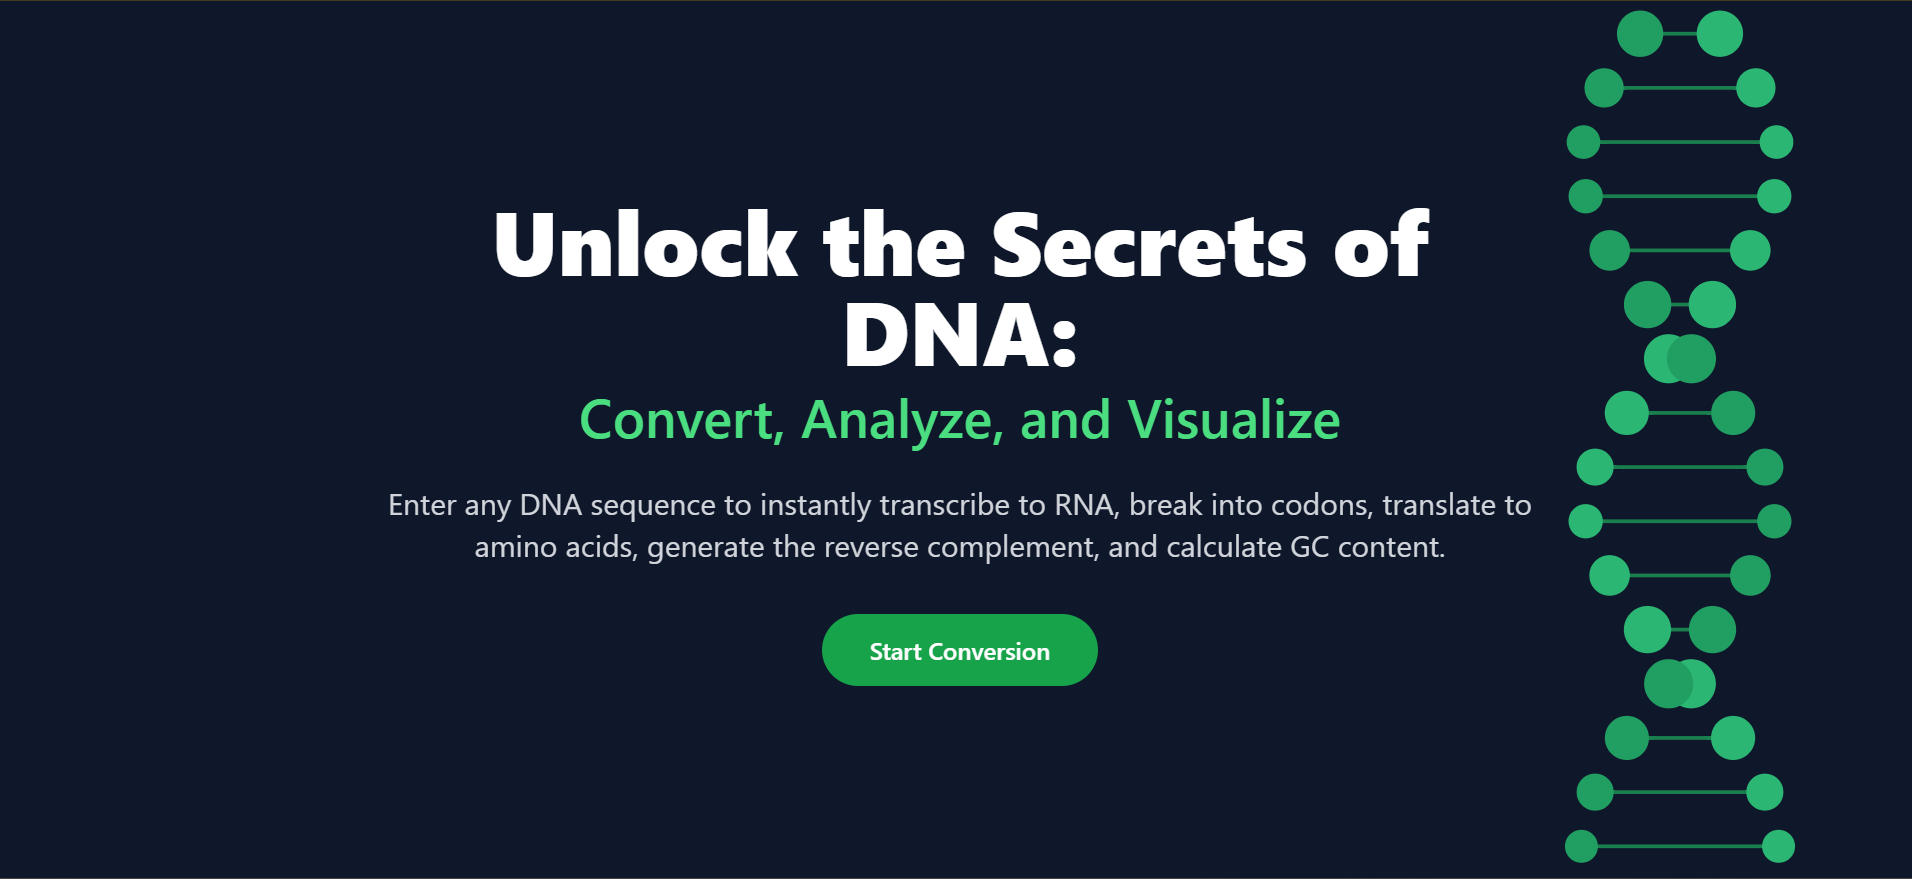 Unlock the Secrets of
DNA:
Convert, Analyze, and Visualize
Enter any DNA sequence to instantly transcribe to RNA, break into codons, translate to
amino acids, generate the reverse complement, and calculate GC content.
Start Conversion